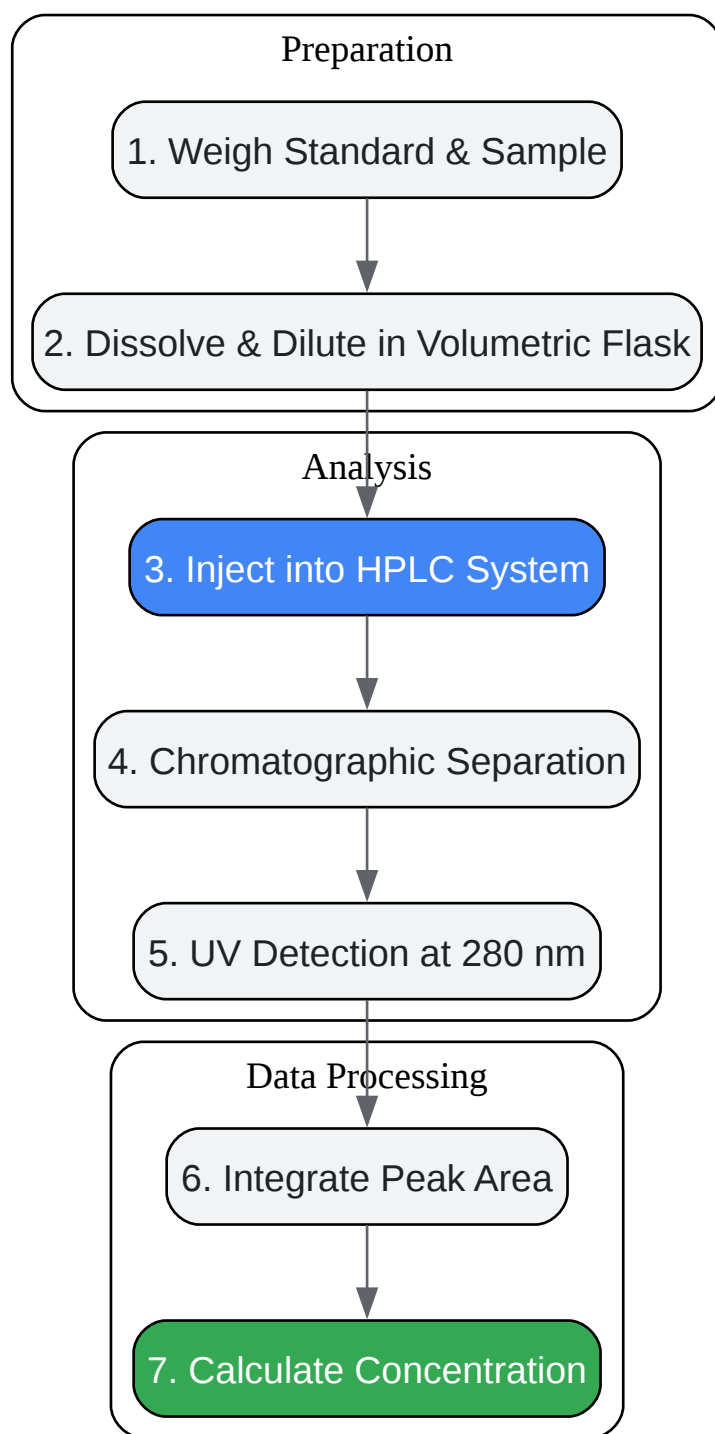 Preparation
1. Weigh Standard & Sample
2. Dissolve & Dilute in Volumetric Flask
Analysis
3. Inject into HPLC System
4. Chromatographic Separation
5. UV Detection at 280 nm
Data Processing
6. Integrate Peak Area
7. Calculate Concentration